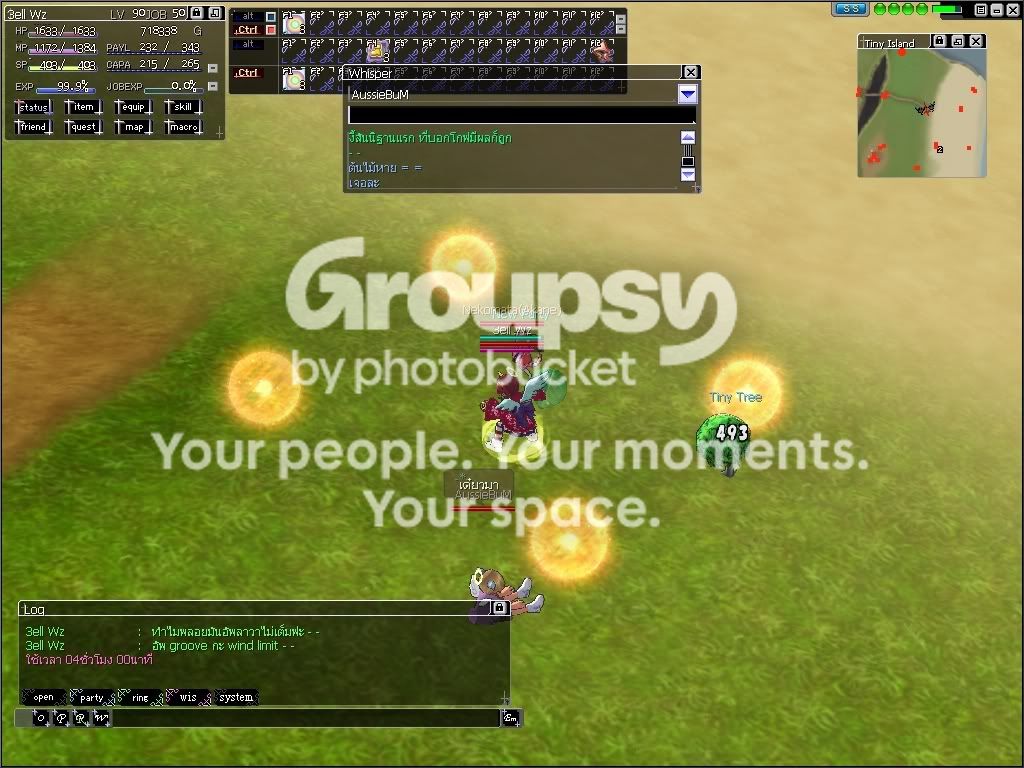 3ell Wz LV 90 JOB 50
HP 1633/1633 718338 G
MP 1172/1384 PAYL 232 / 343
SP 403/403 CAPA 215 / 265
EXP 99.9% JOBEXP 0.0%
status item equip skill
friend quest map macro
alt
.Ctrl
alt
.Ctrl
Whisper
AussieBuM
งี้สันนิฐานแรก ที่บอกโกฟมีผลก็ถูก
- -
ต้นไม้หาย = =
เจอละ
SS
Tiny Island
2
Groupsy
by photobucket
Your people. Your moments.
Your space.
Nekomata(Akane)
3ell Wz
Tiny Tree
493
เดี๋ยวมา
AussieBuM
Log
3ell Wz : ทำไมพลอยมันอัพลาวาไม่เต็มฟะ - -
3ell Wz : อัพ groove กะ wind limit - -
ใช้เวลา 04ชั่วโมง 00นาที
open party ring wis system
O P R W Em